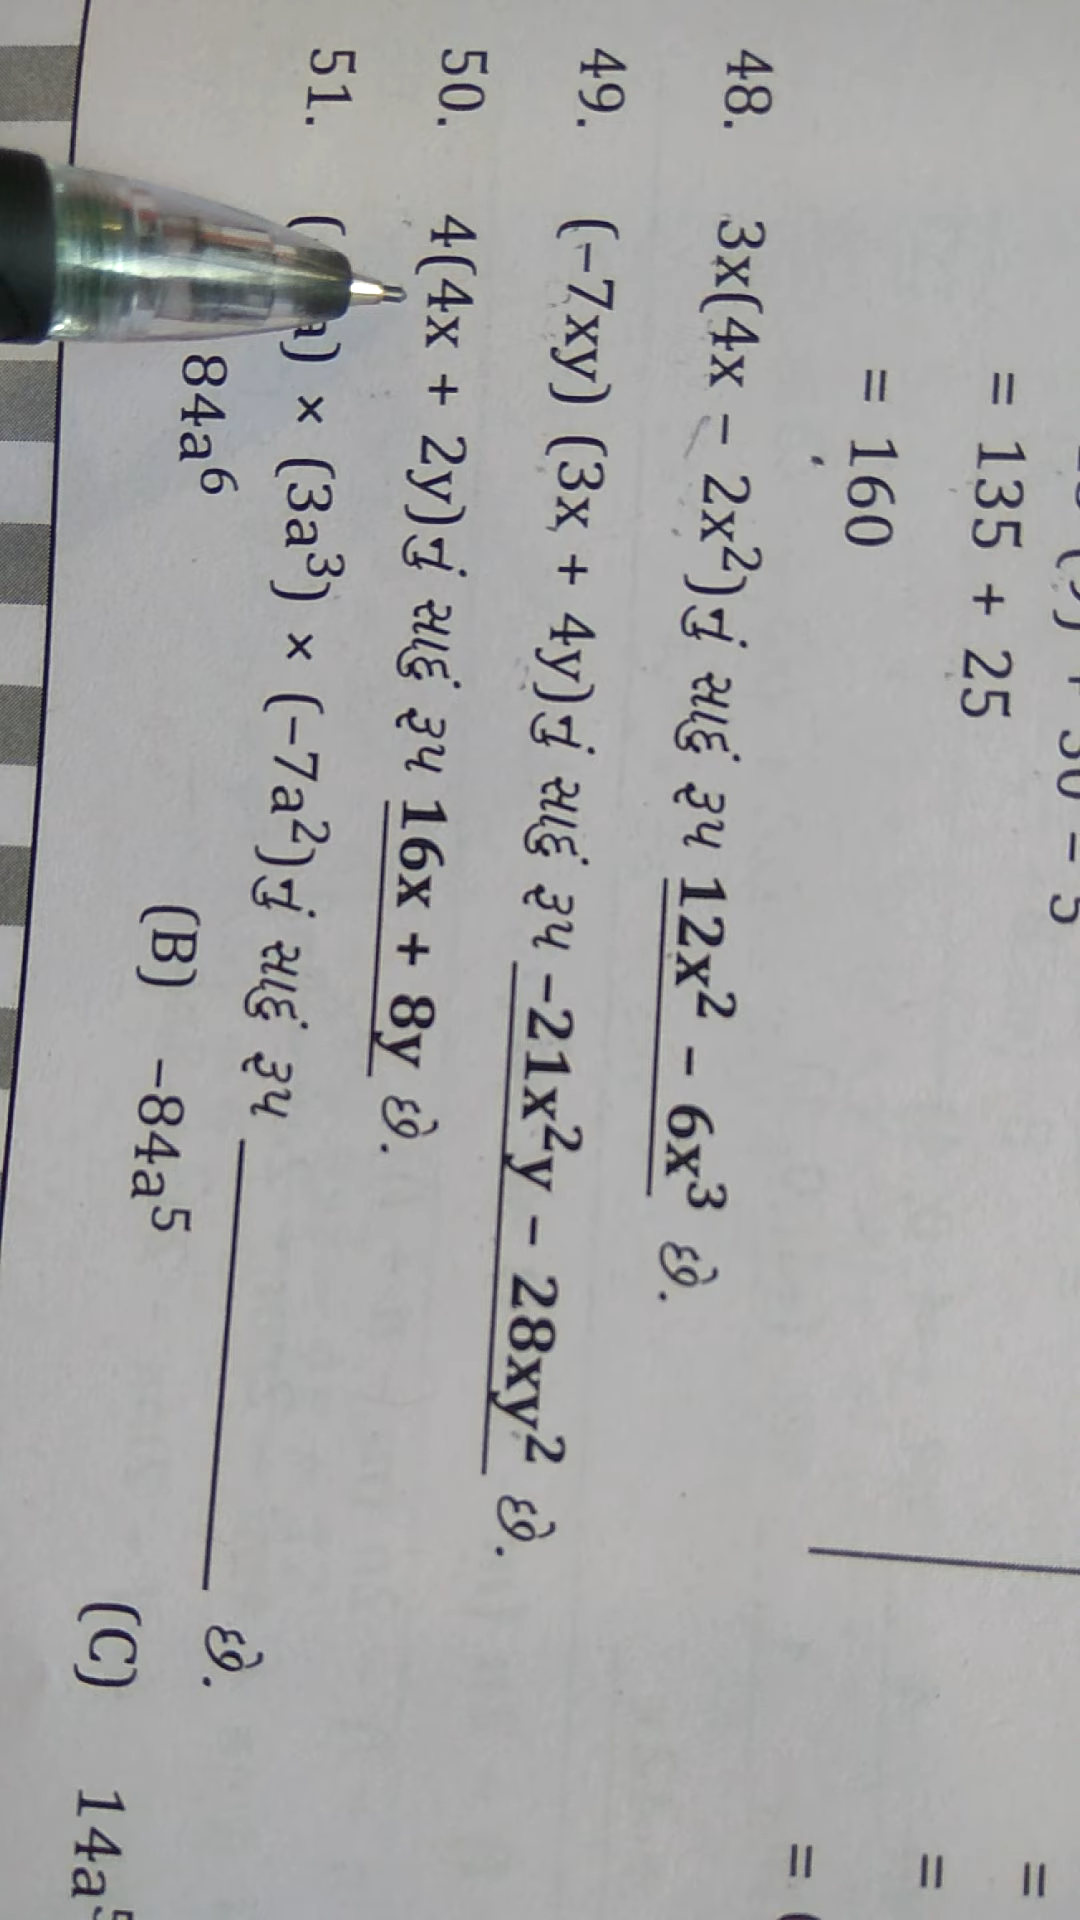 = 135 + 25
= 160
48. 3x(4x – 2x²)નું સાદું રૂપ 12x² – 6x³ છે.
49. (–7xy) (3x + 4y)નું સાદું રૂપ –21x²y – 28xy² છે.
50. 4(4x + 2y)નું સાદું રૂપ 16x + 8y છે.
51. a) × (3a³) × (–7a²)નું સાદું રૂપ ________ છે.
84a⁶ (B) –84a⁵ (C) 14a⁵